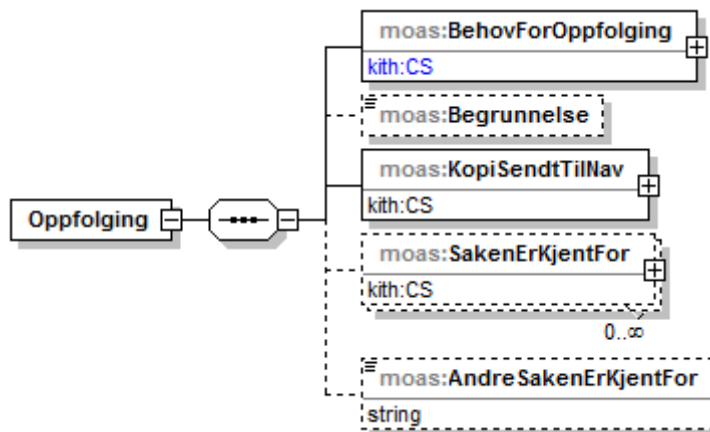 moas:BehovForOppfolging
kith:CS
moas:Begrunnelse
moas:KopiSendtTilNav
kith:CS
Oppfolging
moas:SakenErKjentFor
kith:CS
0..∞
moas:AndreSakenErKjentFor
string